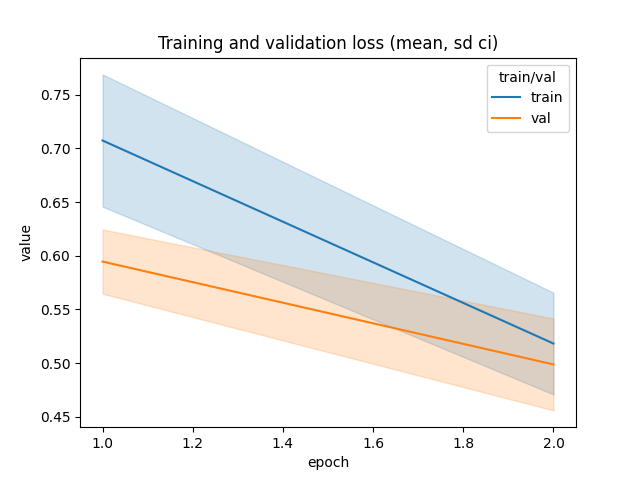 Training and validation loss (mean, sd ci)
train/val
train
val
0.75
0.70
0.65
0.60
0.55
0.50
0.45
value
1.0 1.2 1.4 1.6 1.8 2.0
epoch